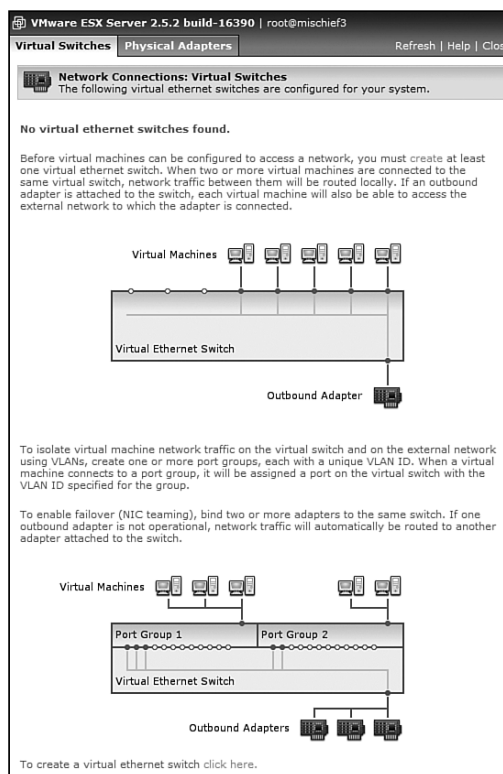 VMware ESX Server 2.5.2 build-16390 | root@mischief3
Virtual Switches Physical Adapters Refresh | Help | Clos
Network Connections: Virtual Switches
The following virtual ethernet switches are configured for your system.
No virtual ethernet switches found.
Before virtual machines can be configured to access a network, you must create at least
one virtual ethernet switch. When two or more virtual machines are connected to the
same virtual switch, network traffic between them will be routed locally. If an outbound
adapter is attached to the switch, each virtual machine will also be able to access the
external network to which the adapter is connected.
Virtual Machines
Virtual Ethernet Switch
Outbound Adapter
To isolate virtual machine network traffic on the virtual switch and on the external network
using VLANs, create one or more port groups, each with a unique VLAN ID. When a virtual
machine connects to a port group, it will be assigned a port on the virtual switch with the
VLAN ID specified for the group.
To enable failover (NIC teaming), bind two or more adapters to the same switch. If one
outbound adapter is not operational, network traffic will automatically be routed to another
adapter attached to the switch.
Virtual Machines
Port Group 1 Port Group 2
Virtual Ethernet Switch
Outbound Adapters
To create a virtual ethernet switch click here.